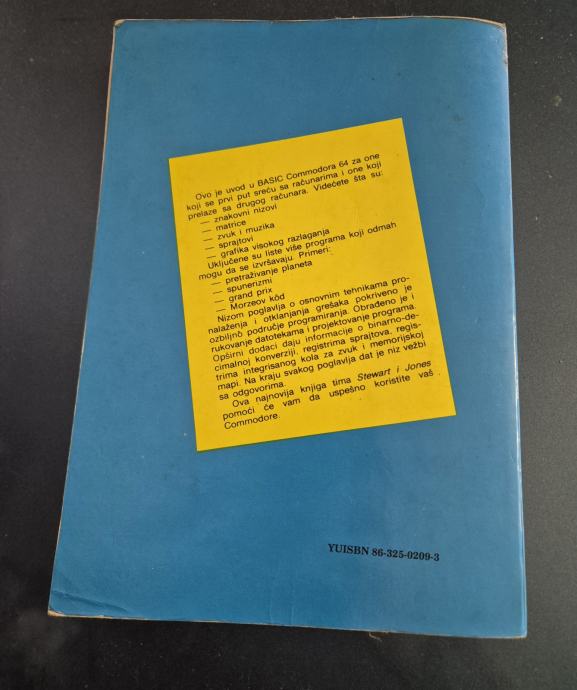 Ovo je uvod u BASIC Commodora 64 za one
koji se prvi put sreću sa računarima i one koji
prelaze sa drugog računara. Videćete šta su:
— znakovni nizovi
— matrice
— zvuk i muzika
— sprajtovi
— grafika visokog razlaganja
Uključene su liste više programa koji odmah
mogu da se izvršavaju. Primeri:
— pretraživanje planeta
— spunerizmi
— grand prix
— Morzeov kôd
Nizom poglavlja o osnovnim tehnikama pro-
nalaženja i otklanjanja grešaka pokriveno je
ozbiljno područje programiranja. Obrađeno je i
rukovanje datotekama i projektovanje programa.
Opširni dodaci daju informacije o binarno-de-
cimalnoj konverziji, registrima sprajtova, regis-
trima integrisanog kola za zvuk i memorijskoj
mapi. Na kraju svakog poglavlja dat je niz vežbi
sa odgovorima.
Ova najnovija knjiga tima Stewart i Jones
pomoći će vam da uspešno koristite vaš
Commodore.
YUISBN 86-325-0209-3